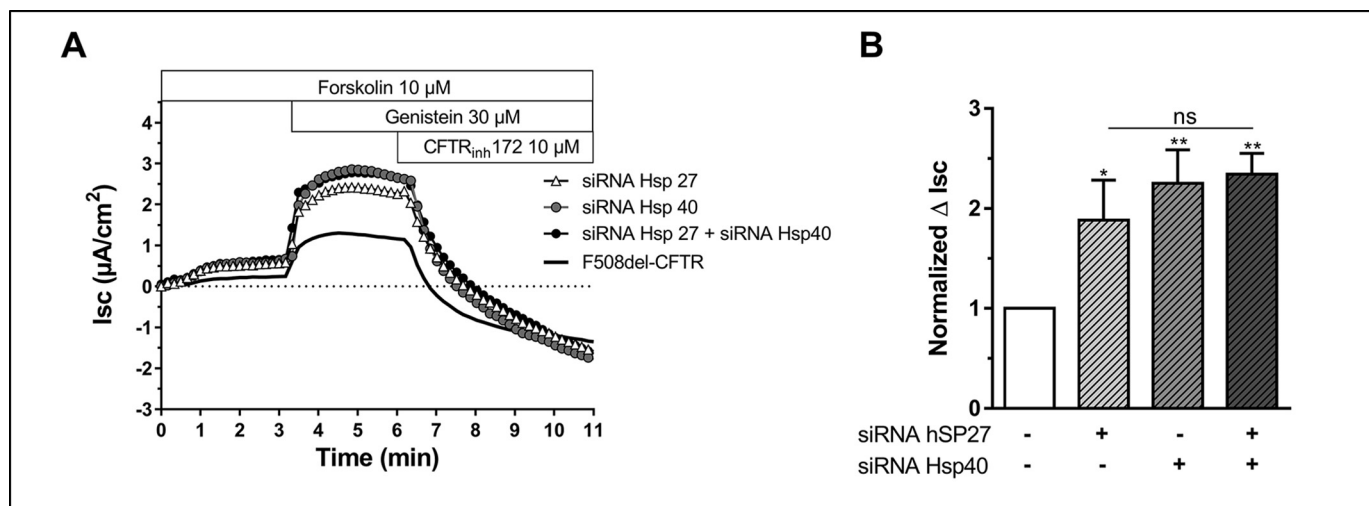 A
Forskolin 10 µM
Genistein 30 µM
CFTRinh172 10 µM
4
3
2
1
0
-1
-2
-3
Isc (µA/cm2)
0 1 2 3 4 5 6 7 8 9 10 11
Time (min)
siRNA Hsp 27
siRNA Hsp 40
siRNA Hsp 27 + siRNA Hsp40
F508del-CFTR
B
3
2
1
0
Normalized Δ Isc
ns
* ** **
siRNA hSP27 - + - +
siRNA Hsp40 - - + +